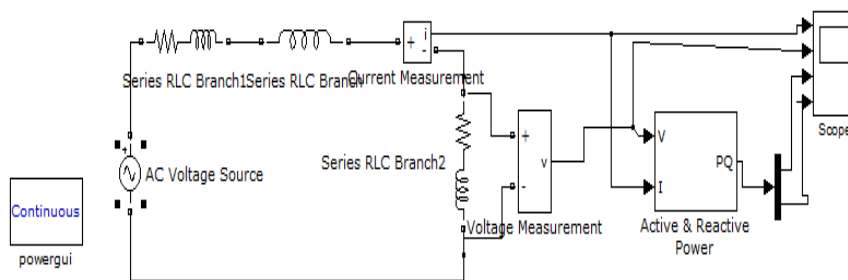 i
+
-
Series RLC Branch1
Series RLC Branch
Current Measurement
Scope
+
-
v
V
I
PQ
Series RLC Branch2
+
AC Voltage Source
Voltage Measurement
Active & Reactive
Power
Continuous
powergui